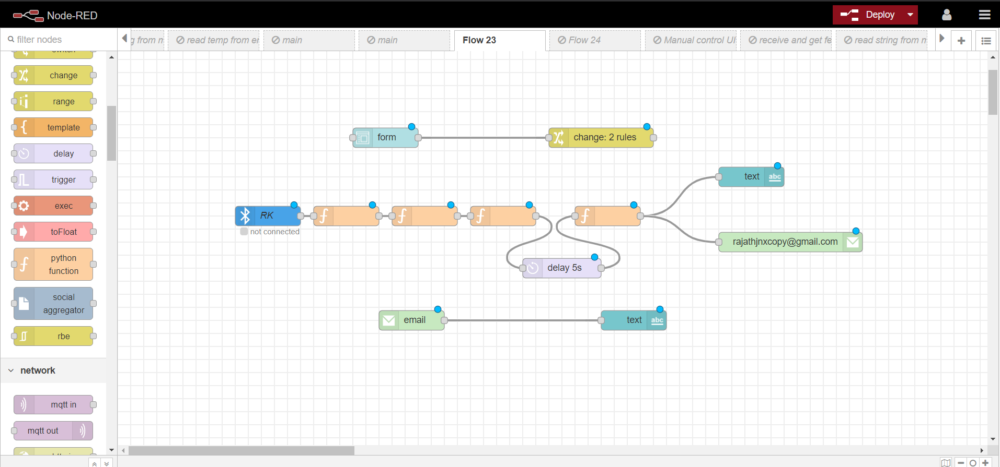 Node-RED
Deploy
filter nodes
g from
read temp from
main
main
Flow 23
Flow 24
Manual control UI
receive and get fe
read string from
switch
change
range
template
delay
trigger
exec
toFloat
python
function
social
aggregator
rbe
network
mqtt in
mqtt out
form
change: 2 rules
text
abc
RK
not connected
rajathjnxcopy@gmail.com
delay 5s
email
text
abc